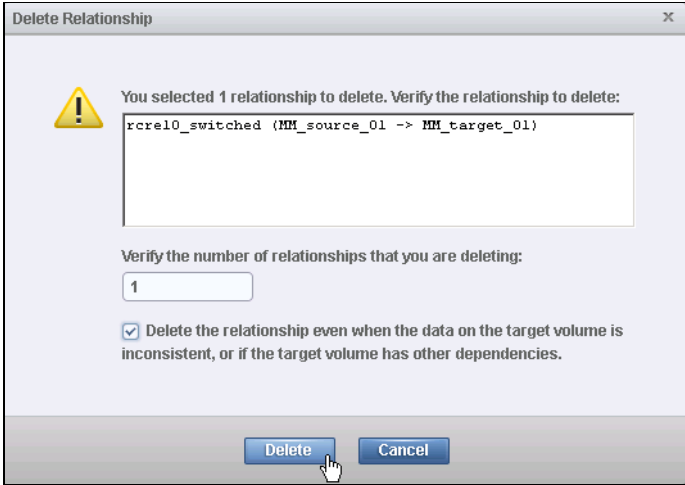 Delete Relationship
x
You selected 1 relationship to delete. Verify the relationship to delete:
rcrel0_switched (MM_source_01 -> MM_target_01)
Verify the number of relationships that you are deleting:
1
Delete the relationship even when the data on the target volume is
inconsistent, or if the target volume has other dependencies.
Delete Cancel